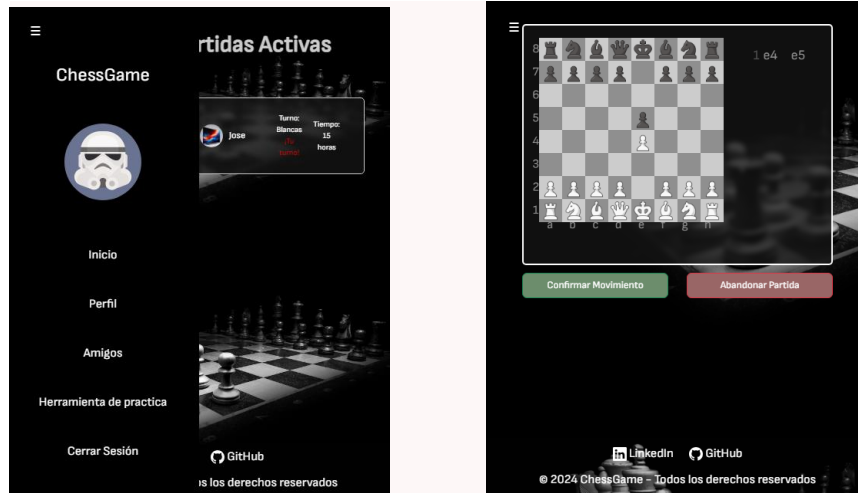 ☰
rtidas Activas
ChessGame
Jose
Turno:
Blancas
¡Tu
turno!
Tiempo:
15
horas
Inicio
Perfil
Amigos
Herramienta de practica
Cerrar Sesión
GitHub
os los derechos reservados
☰
8
7
6
5
4
3
2
1
a b c d e f g h
1 e4 e5
Confirmar Movimiento
Abandonar Partida
LinkedIn GitHub
© 2024 ChessGame - Todos los derechos reservados